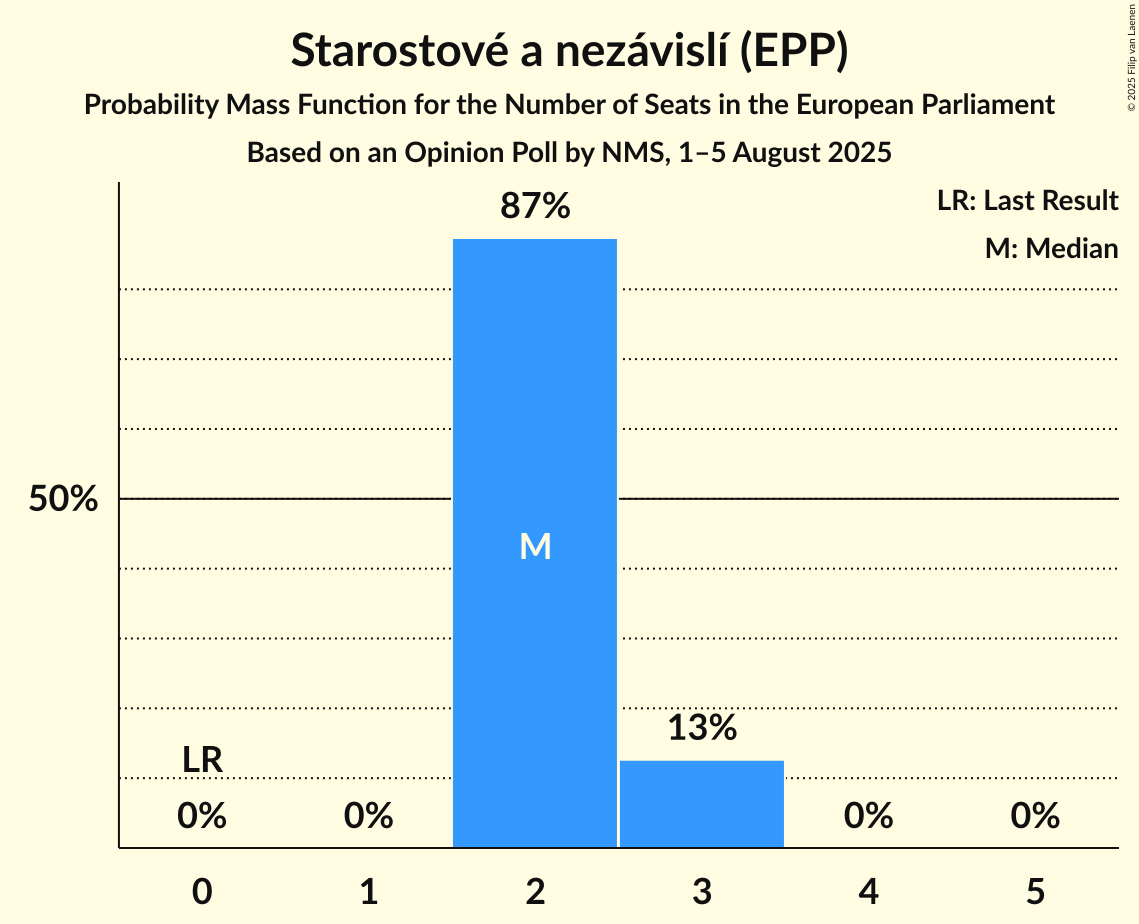 Starostové a nezávislí (EPP)
Probability Mass Function for the Number of Seats in the European Parliament
Based on an Opinion Poll by NMS, 1–5 August 2025
© 2025 Filip van Laenen
LR: Last Result
M: Median
87%
50%
M
13%
LR
0%
0%
0%
0%
0
1
2
3
4
5